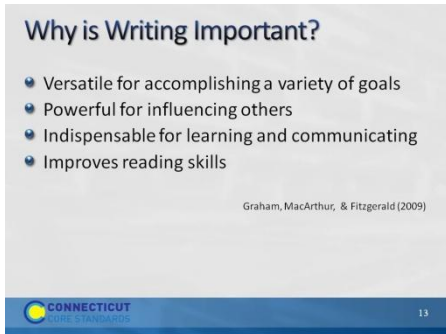 Why is Writing Important?
Versatile for accomplishing a variety of goals
Powerful for influencing others
Indispensable for learning and communicating
Improves reading skills
Graham, MacArthur, & Fitzgerald (2009)
CONNECTICUT
CORE STANDARDS
13